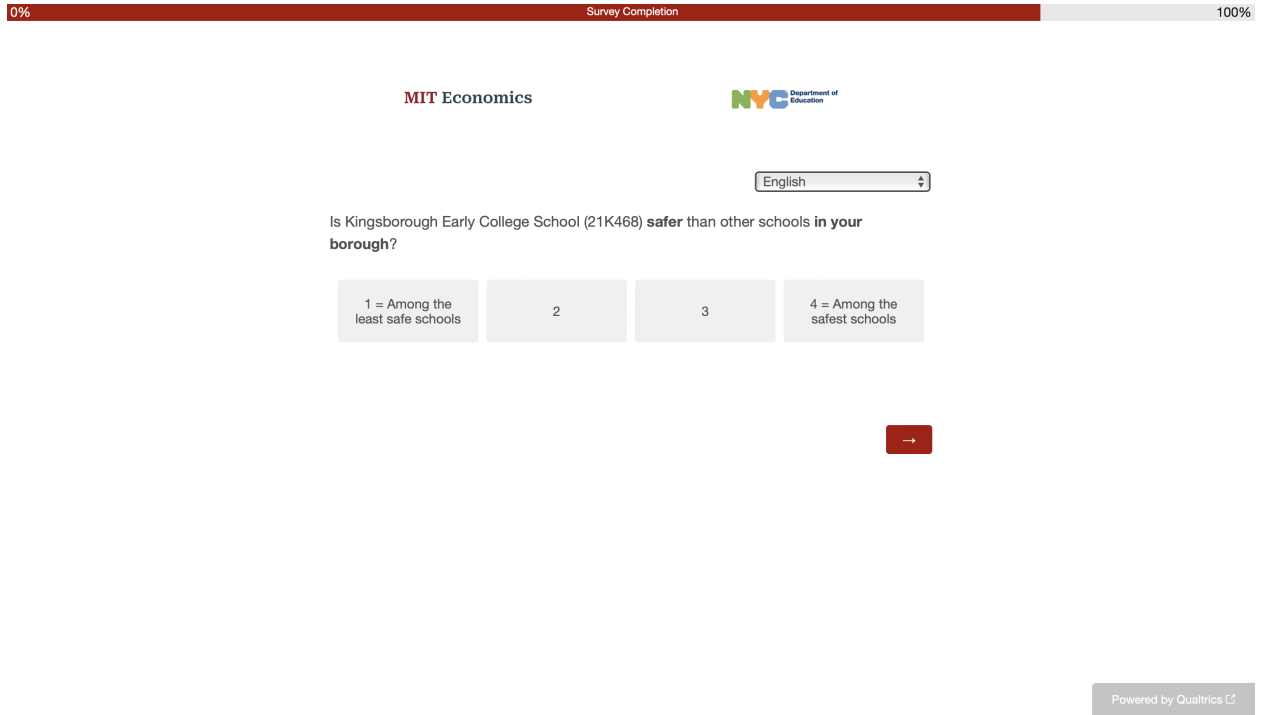 0% Survey Completion 100%
MIT Economics
NYC Department of
Education
English
Is Kingsborough Early College School (21K468) safer than other schools in your
borough?
1 = Among the
least safe schools
2
3
4 = Among the
safest schools
→
Powered by Qualtrics